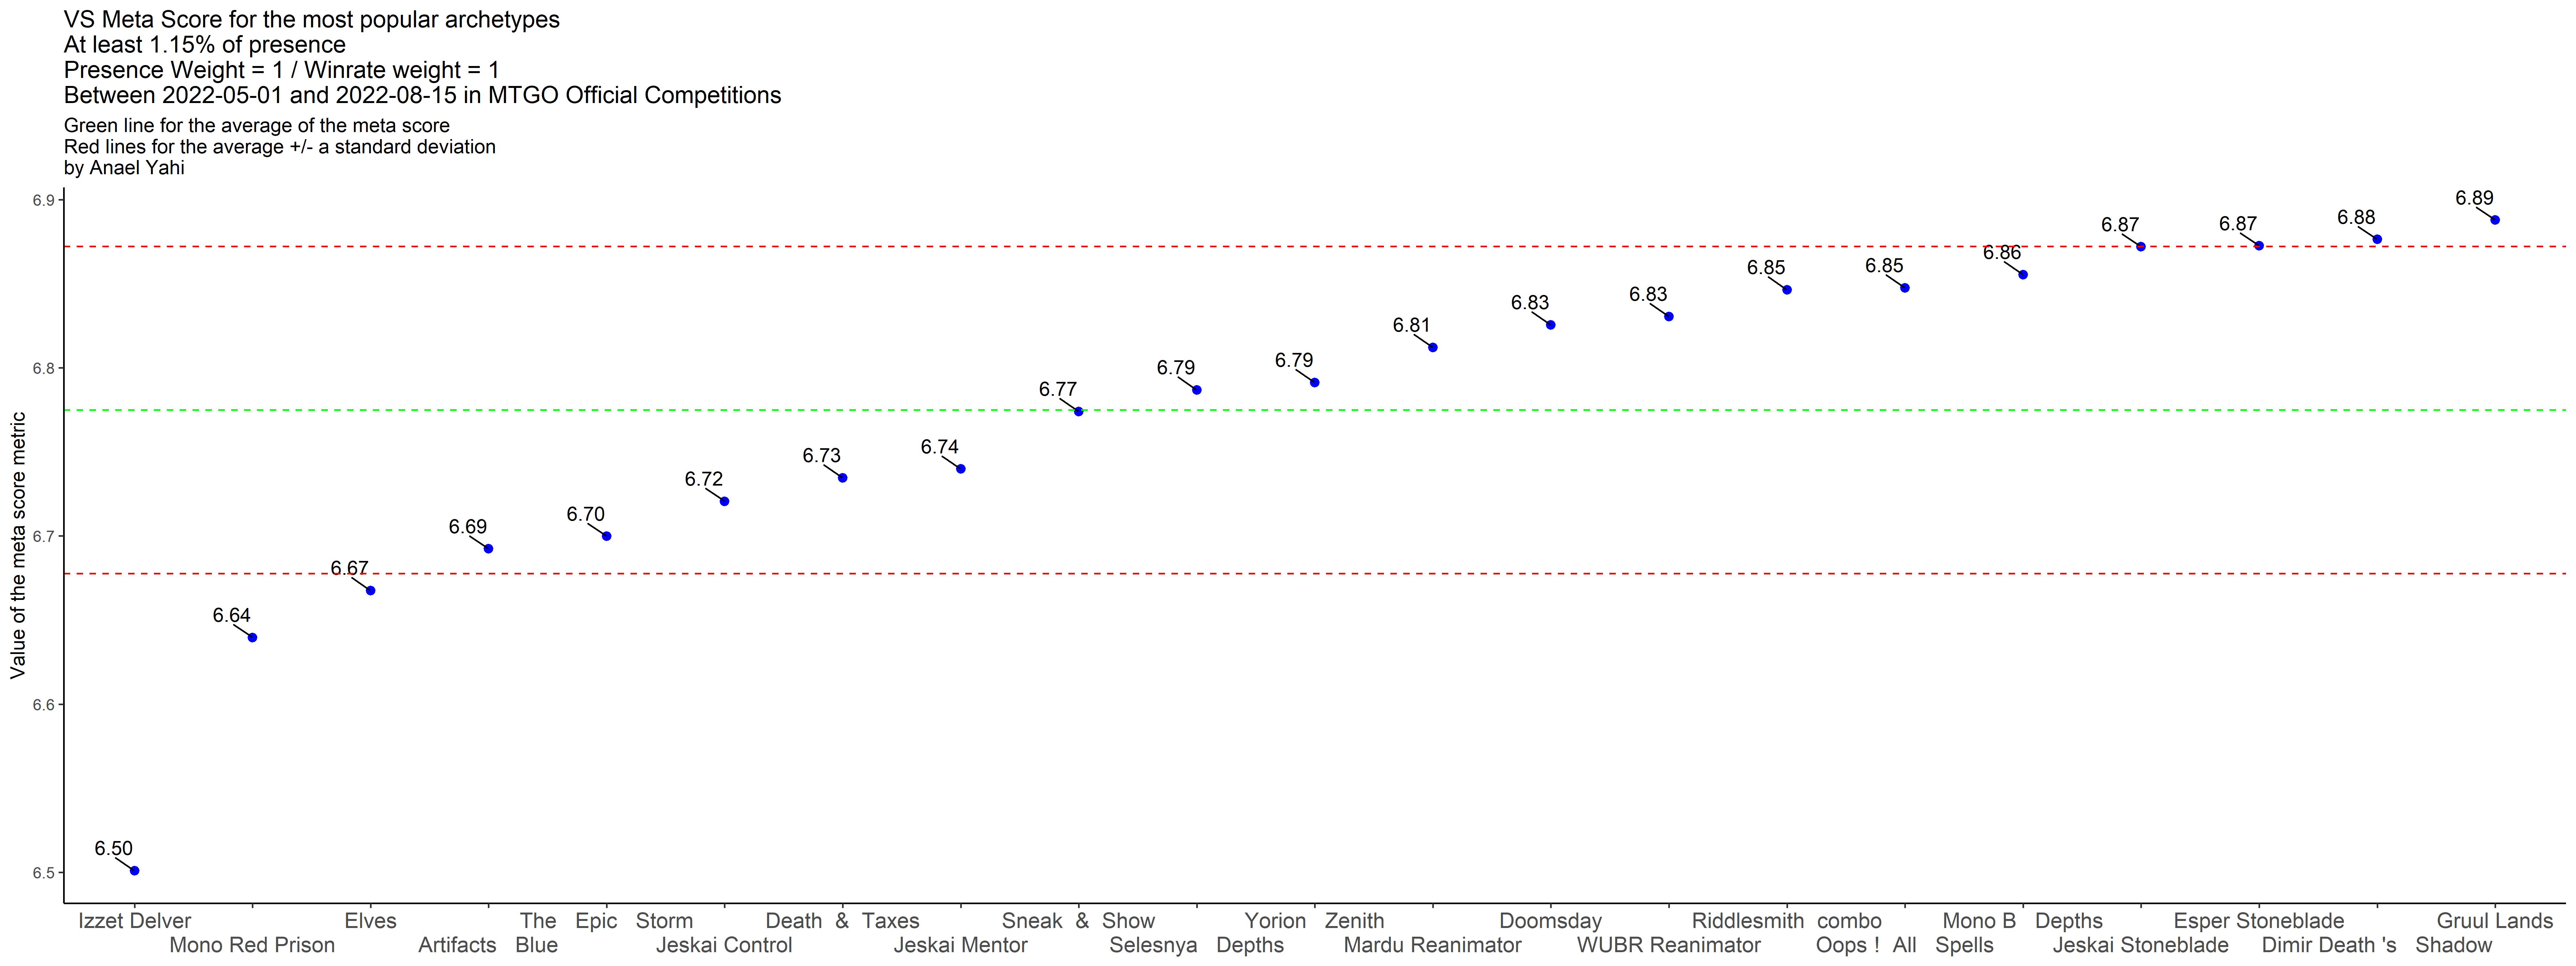 VS Meta Score for the most popular archetypes
At least 1.15% of presence
Presence Weight = 1 / Winrate weight = 1
Between 2022-05-01 and 2022-08-15 in MTGO Official Competitions
Green line for the average of the meta score
Red lines for the average +/- a standard deviation
by Anael Yahi
Value of the meta score metric
6.9
6.8
6.7
6.6
6.5
6.50
6.64
6.67
6.69
6.70
6.72
6.73
6.74
6.77
6.79
6.79
6.81
6.83
6.83
6.85
6.85
6.86
6.87
6.87
6.88
6.89
Izzet Delver
Mono Red Prison
Elves
Artifacts Blue
The Epic Storm
Jeskai Control
Death & Taxes
Jeskai Mentor
Sneak & Show
Selesnya Depths
Yorion Zenith
Mardu Reanimator
Doomsday
WUBR Reanimator
Riddlesmith combo
Oops ! All Spells
Mono B Depths
Jeskai Stoneblade
Esper Stoneblade
Dimir Death 's Shadow
Gruul Lands